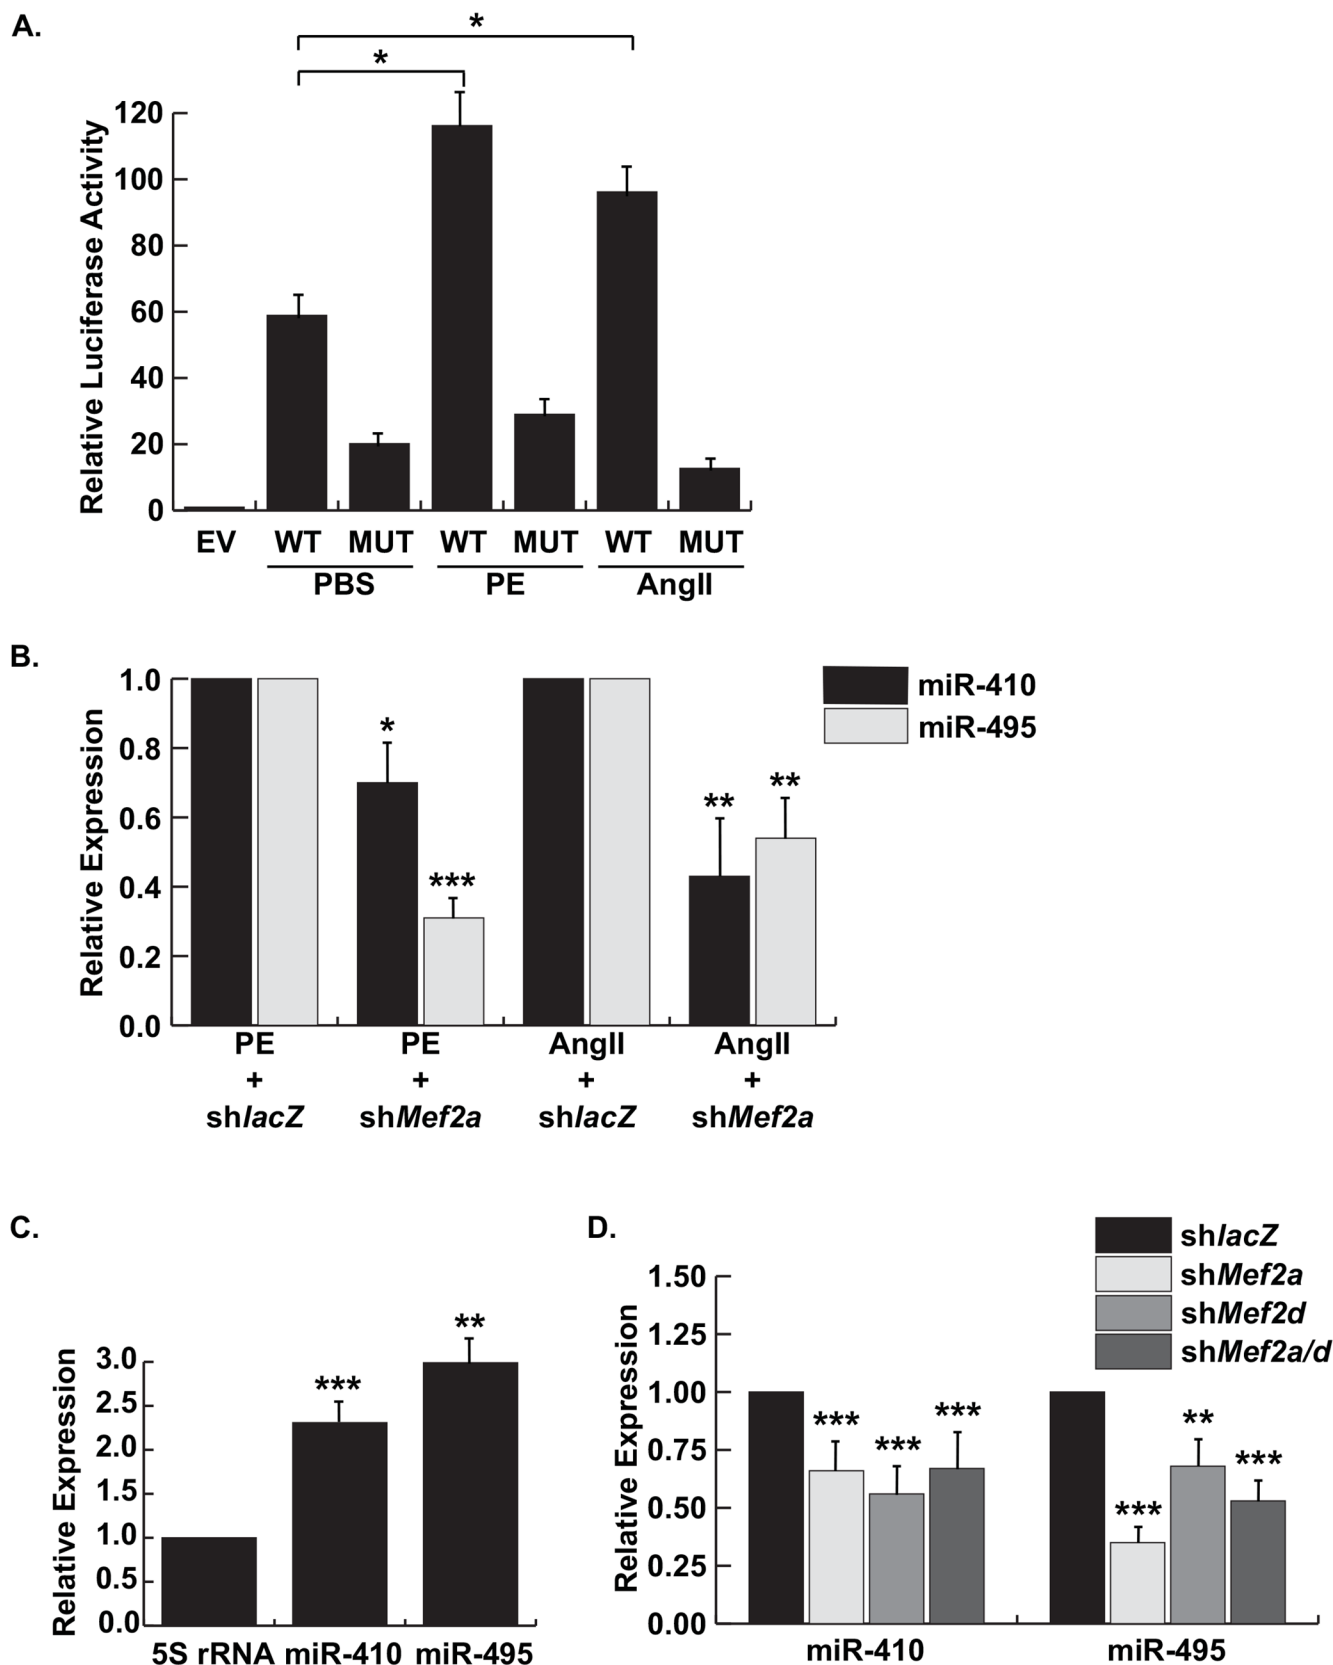 A.
*
*
Relative Luciferase Activity
120
100
80
60
40
20
0
EV WT MUT WT MUT WT MUT
PBS PE AngII
B.
Relative Expression
1.0
0.8
0.6
0.4
0.2
0.0
* *** ** **
miR-410
miR-495
PE PE AngII AngII
+ + + +
shlacZ shMef2a shlacZ shMef2a
C.
Relative Expression
3.0
2.5
2.0
1.5
1.0
0.5
0.0
*** **
5S rRNA miR-410 miR-495
D.
shlacZ
shMef2a
shMef2d
shMef2a/d
Relative Expression
1.50
1.25
1.00
0.75
0.50
0.25
0.00
*** *** *** *** ** ***
miR-410 miR-495